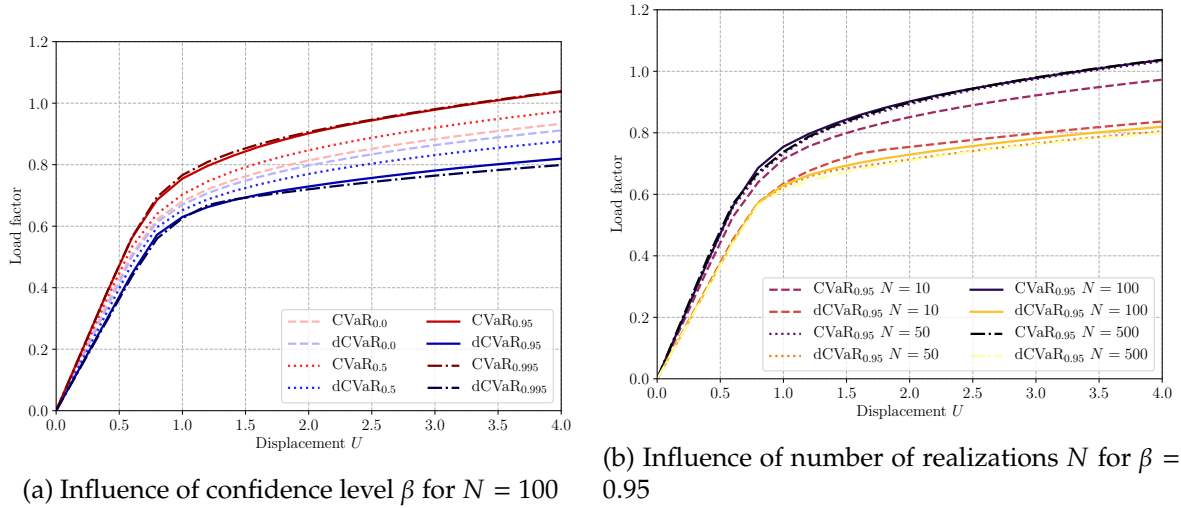 1.2
1.0
0.8
0.6
0.4
0.2
0.0
Load factor
0.0 0.5 1.0 1.5 2.0 2.5 3.0 3.5 4.0
Displacement U
CVaR0.0
dCVaR0.0
CVaR0.5
dCVaR0.5
CVaR0.95
dCVaR0.95
CVaR0.995
dCVaR0.995
(a) Influence of confidence level β for N = 100
1.2
1.0
0.8
0.6
0.4
0.2
0.0
Load factor
0.0 0.5 1.0 1.5 2.0 2.5 3.0 3.5 4.0
Displacement U
CVaR0.95 N = 10
dCVaR0.95 N = 10
CVaR0.95 N = 50
dCVaR0.95 N = 50
CVaR0.95 N = 100
dCVaR0.95 N = 100
CVaR0.95 N = 500
dCVaR0.95 N = 500
(b) Influence of number of realizations N for β =
0.95